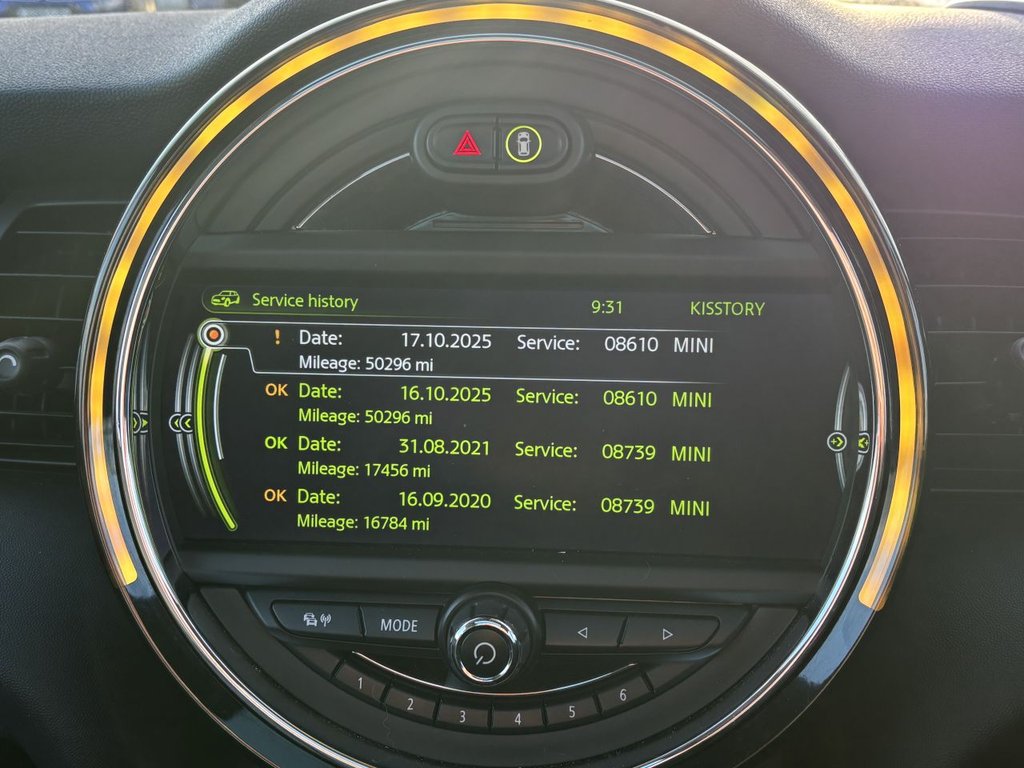 Service history 9:31 KISSTORY
! Date: 17.10.2025 Service: 08610 MINI
Mileage: 50296 mi
OK Date: 16.10.2025 Service: 08610 MINI
Mileage: 50296 mi
OK Date: 31.08.2021 Service: 08739 MINI
Mileage: 17456 mi
OK Date: 16.09.2020 Service: 08739 MINI
Mileage: 16784 mi
MODE
1 2 3 4 5 6